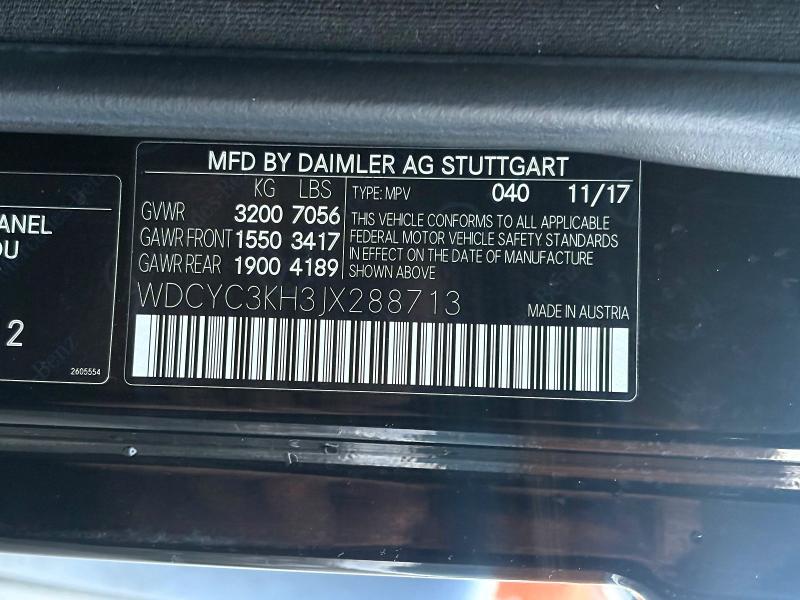 ANEL
OU
2
2605554
MFD BY DAIMLER AG STUTTGART
KG LBS
GVWR 3200 7056
GAWR FRONT 1550 3417
GAWR REAR 1900 4189
TYPE: MPV 040 11/17
THIS VEHICLE CONFORMS TO ALL APPLICABLE
FEDERAL MOTOR VEHICLE SAFETY STANDARDS
IN EFFECT ON THE DATE OF MANUFACTURE
SHOWN ABOVE
WDCYC3KH3JX288713
MADE IN AUSTRIA